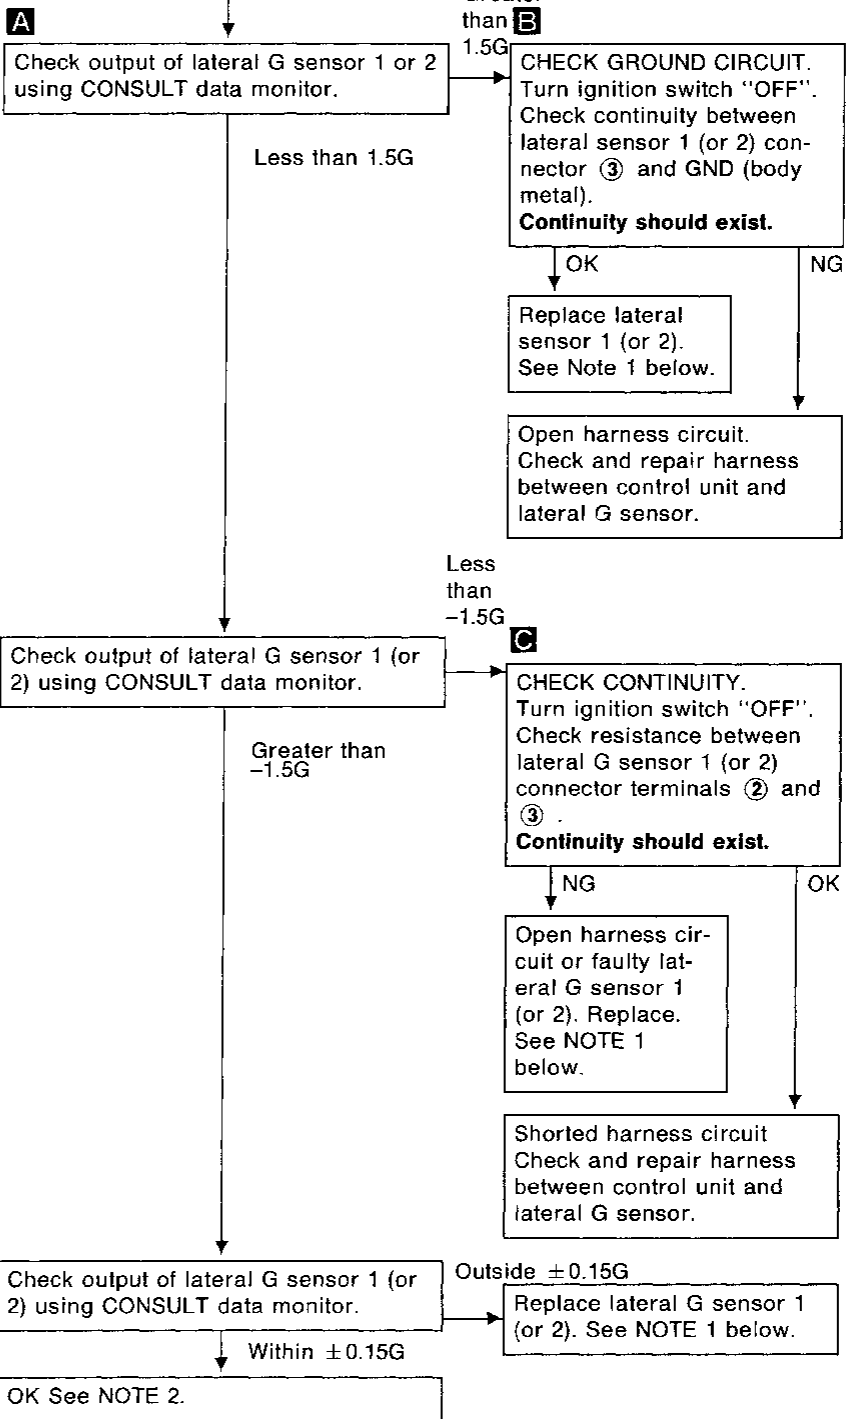 A
than
B
1.5G
Check output of lateral G sensor 1 or 2
using CONSULT data monitor.
CHECK GROUND CIRCUIT.
Turn ignition switch "OFF".
Check continuity between
lateral sensor 1 (or 2) con-
nector ③ and GND (body
metal).
Continuity should exist.
Less than 1.5G
OK
NG
Replace lateral
sensor 1 (or 2).
See Note 1 below.
Open harness circuit.
Check and repair harness
between control unit and
lateral G sensor.
Less
than
–1.5G
C
Check output of lateral G sensor 1 (or
2) using CONSULT data monitor.
CHECK CONTINUITY.
Turn ignition switch "OFF".
Check resistance between
lateral G sensor 1 (or 2)
connector terminals ② and
③ .
Continuity should exist.
Greater than
–1.5G
NG
OK
Open harness cir-
cuit or faulty lat-
eral G sensor 1
(or 2). Replace.
See NOTE 1
below.
Shorted harness circuit
Check and repair harness
between control unit and
lateral G sensor.
Check output of lateral G sensor 1 (or
2) using CONSULT data monitor.
Outside ±0.15G
Replace lateral G sensor 1
(or 2). See NOTE 1 below.
Within ±0.15G
OK See NOTE 2.